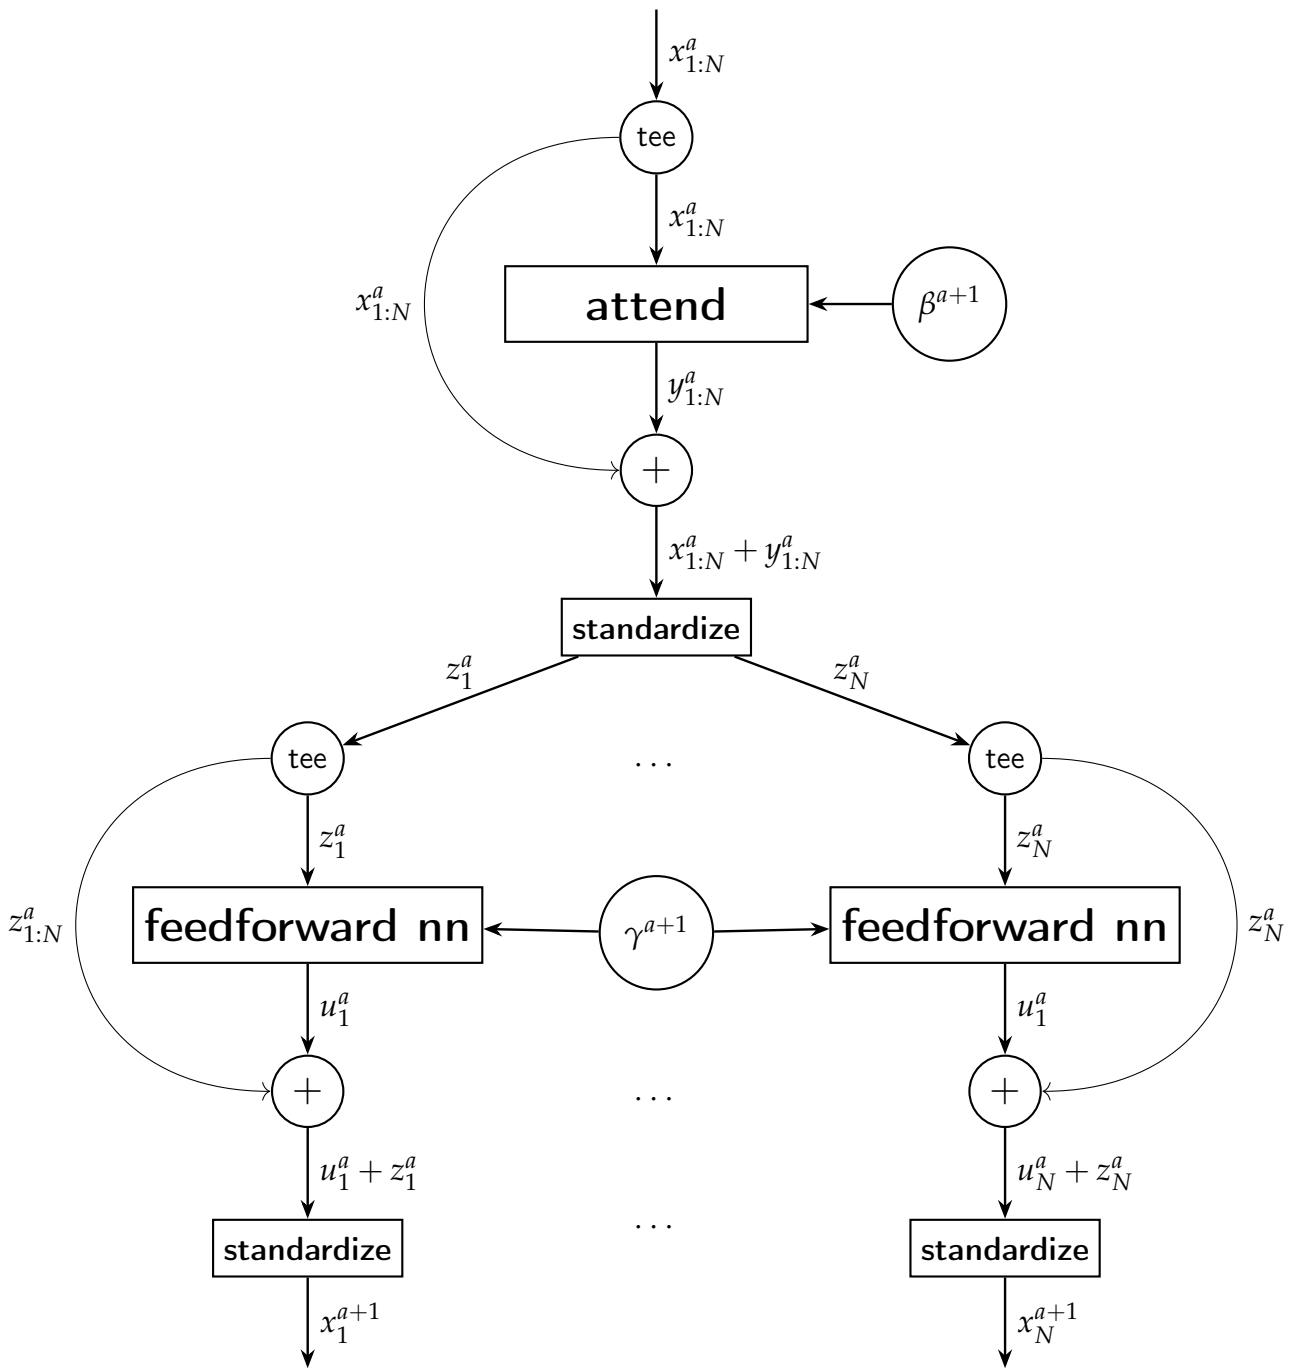 x^a_{1:N}
tee
x^a_{1:N}
x^a_{1:N}
attend
β^{a+1}
y^a_{1:N}
+
x^a_{1:N} + y^a_{1:N}
standardize
z^a_1
z^a_N
tee
...
tee
z^a_1
z^a_N
z^a_{1:N}
feedforward nn
γ^{a+1}
feedforward nn
z^a_N
u^a_1
u^a_1
+
...
+
u^a_1 + z^a_1
u^a_N + z^a_N
...
standardize
standardize
x^{a+1}_1
x^{a+1}_N